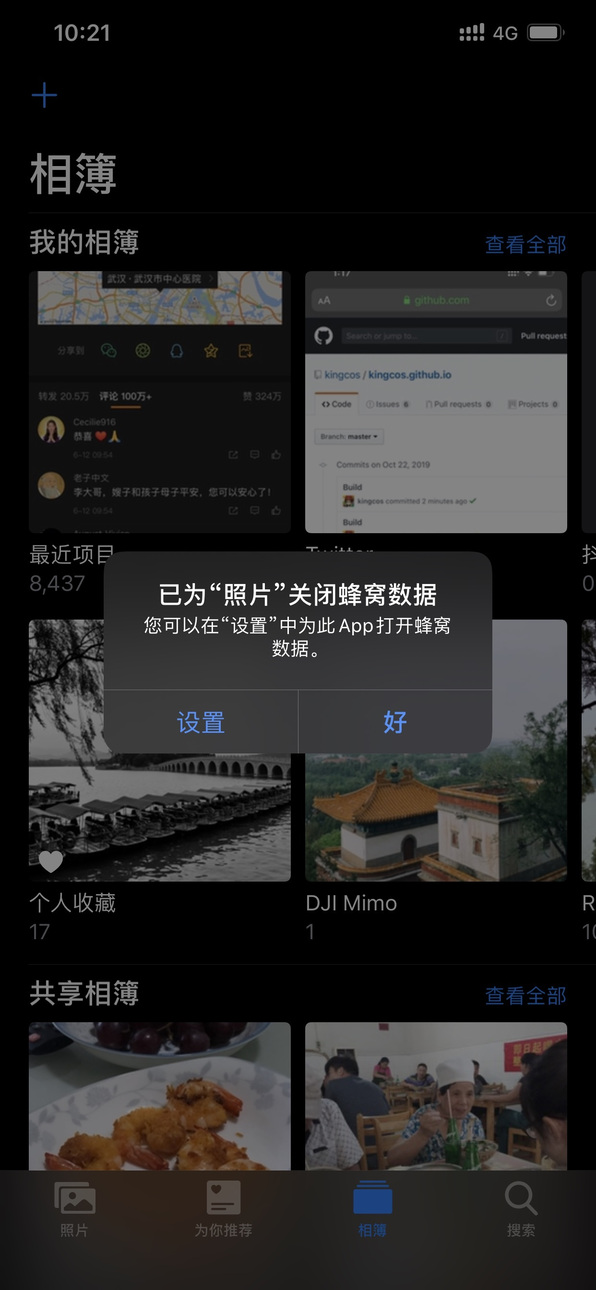 10:21
4G
相簿
我的相簿
查看全部
武汉·武汉市中心医院
分享到
转发 20.5万 评论 100万+ 赞 324万
Cecilie916
恭喜❤️🙏
6-12 09:54
老子中文
李大哥，嫂子和孩子母子平安，您可以安心了！
6-12 09:54
1:17
AA github.com
Search or jump to... /
Pull request
kingcos / kingcos.github.io
Code Issues 6 Pull requests 0 Projects 0
Branch: master
Commits on Oct 22, 2019
Build
kingcos committed 2 minutes ago
Build
最近项目
Twitter
8,437
0
已为“照片”关闭蜂窝数据
您可以在“设置”中为此 App 打开蜂窝
数据。
设置
好
个人收藏
DJI Mimo
R
17
1
10
共享相簿
查看全部
照片
为你推荐
相簿
搜索